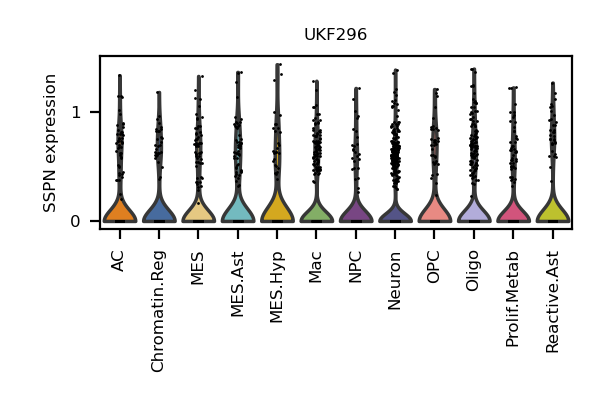 UKF296
SSPN expression
1
0
AC
Chromatin.Reg
MES
MES.Ast
MES.Hyp
Mac
NPC
Neuron
OPC
Oligo
Prolif.Metab
Reactive.Ast